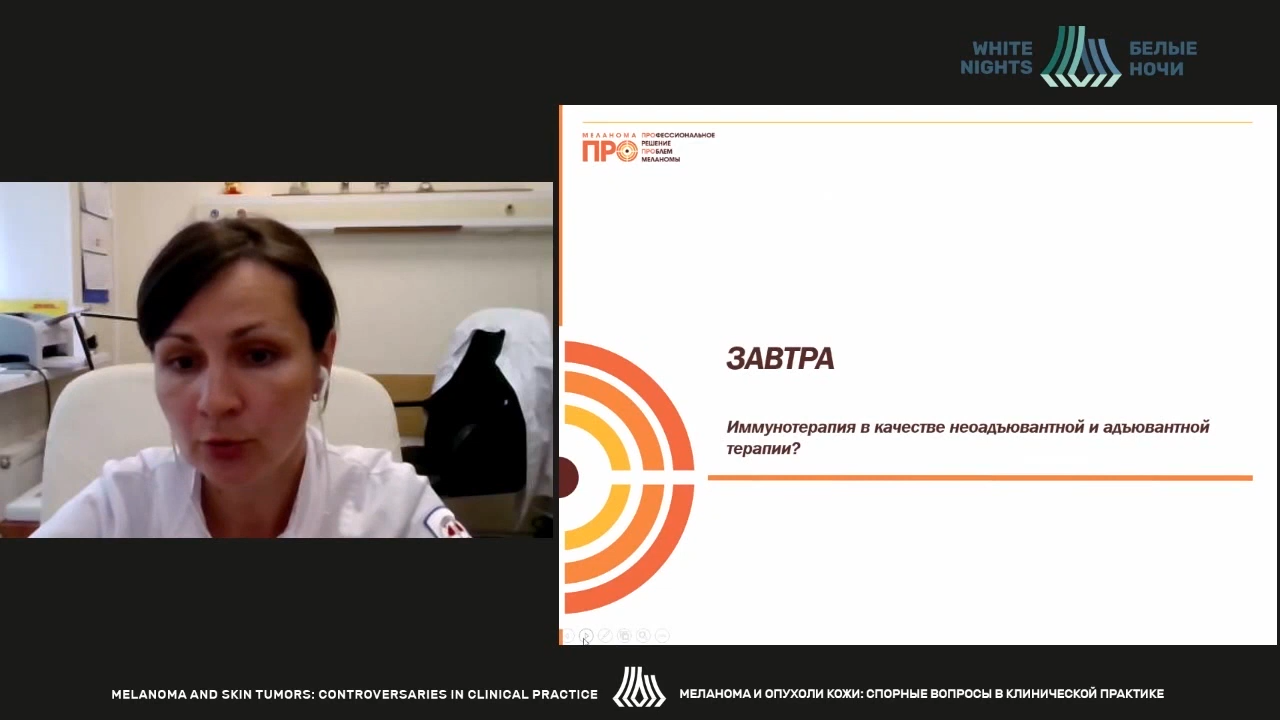 WHITE NIGHTS
БЕЛЫЕ НОЧИ
МЕЛАНОМА
ПРО
ПРОФЕССИОНАЛЬНОЕ
РЕШЕНИЕ
ПРОБЛЕМ
МЕЛАНОМЫ
ЗАВТРА
Иммунотерапия в качестве неоадъювантной и адъювантной
терапии?
MELANOMA AND SKIN TUMORS: CONTROVERSARIES IN CLINICAL PRACTICE
МЕЛАНОМА И ОПУХОЛИ КОЖИ: СПОРНЫЕ ВОПРОСЫ В КЛИНИЧЕСКОЙ ПРАКТИКЕ